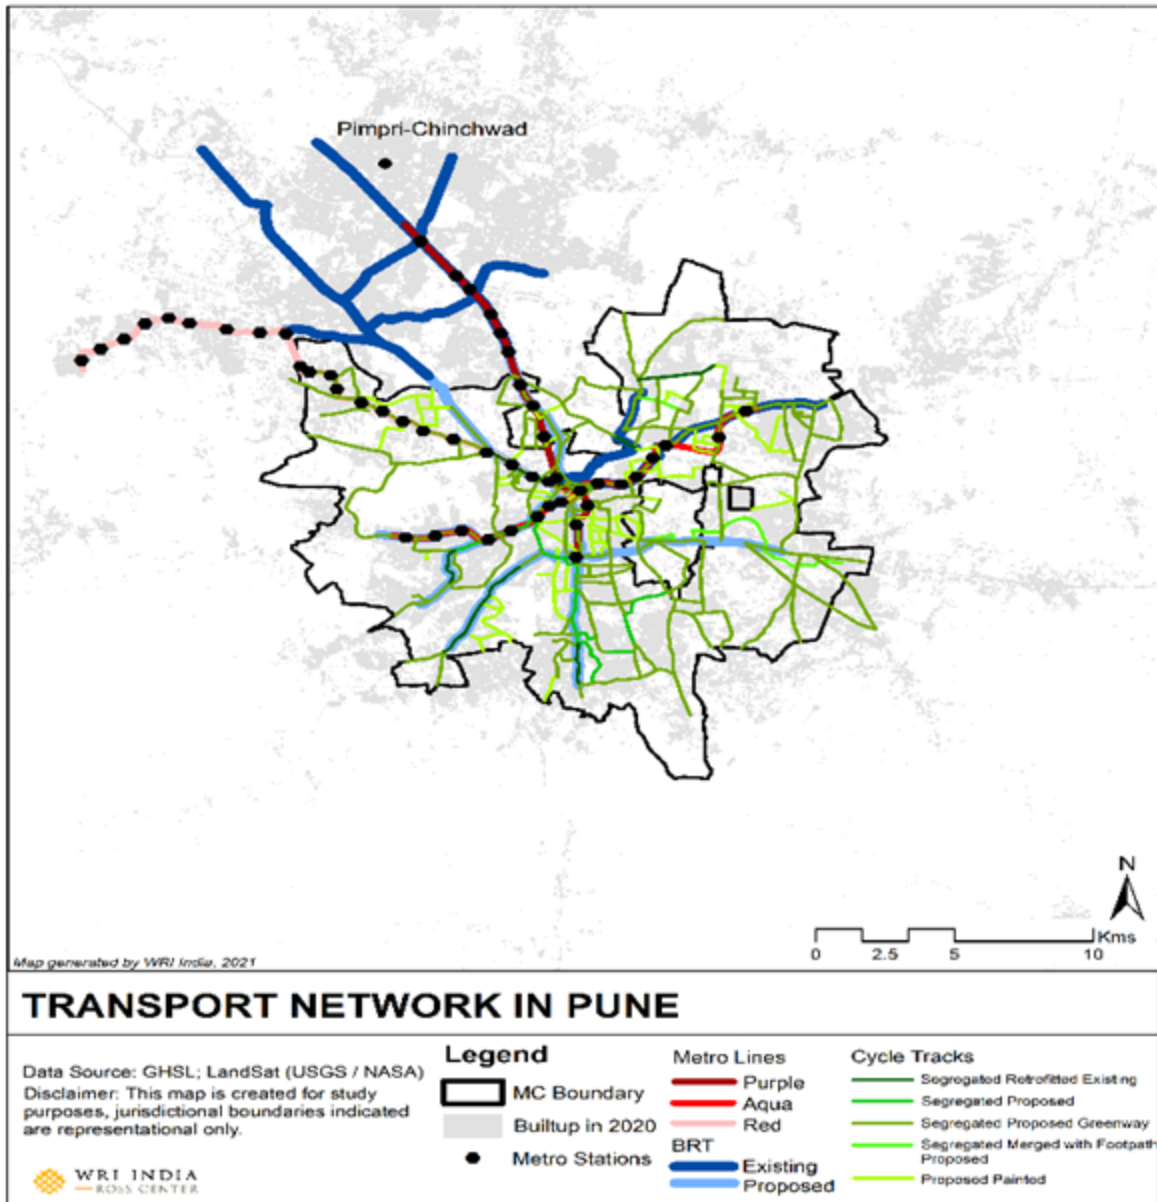 Pimpri-Chinchwad
N
Kms
0 2.5 5 10
Map generated by WRI India, 2021
TRANSPORT NETWORK IN PUNE
Data Source: GHSL; LandSat (USGS / NASA)
Disclaimer: This map is created for study
purposes, jurisdictional boundaries indicated
are representational only.
WRI INDIA
ROSS CENTER
Legend
MC Boundary
Builtup in 2020
Metro Stations
Metro Lines
Purple
Aqua
Red
BRT
Existing
Proposed
Cycle Tracks
Segregated Retrofitted Existing
Segregated Proposed
Segregated Proposed Greenway
Segregated Merged with Footpath
Proposed
Proposed Painted